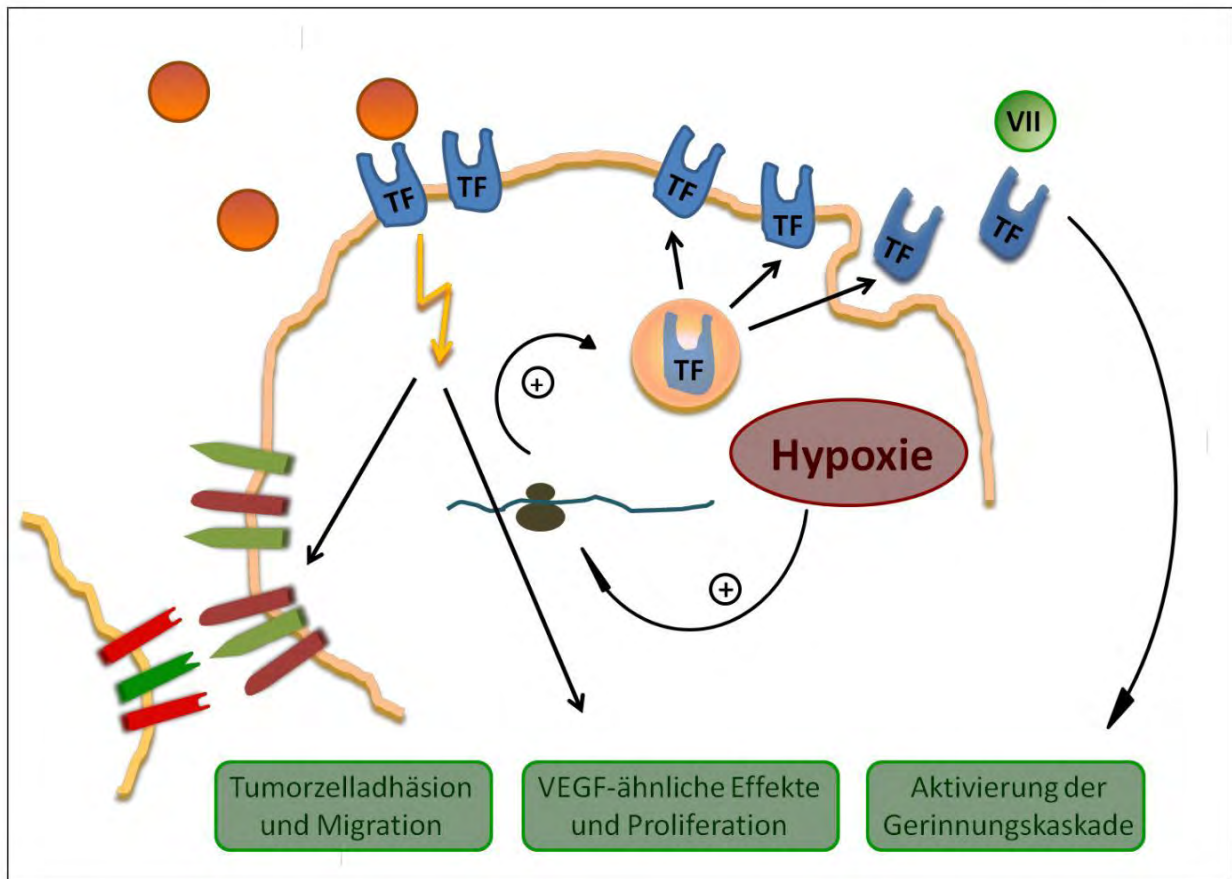 VII
TF
TF
TF
TF
TF
TF
TF
+
Hypoxie
+
Tumorzelladhäsion
und Migration
VEGF-ähnliche Effekte
und Proliferation
Aktivierung der
Gerinnungskaskade